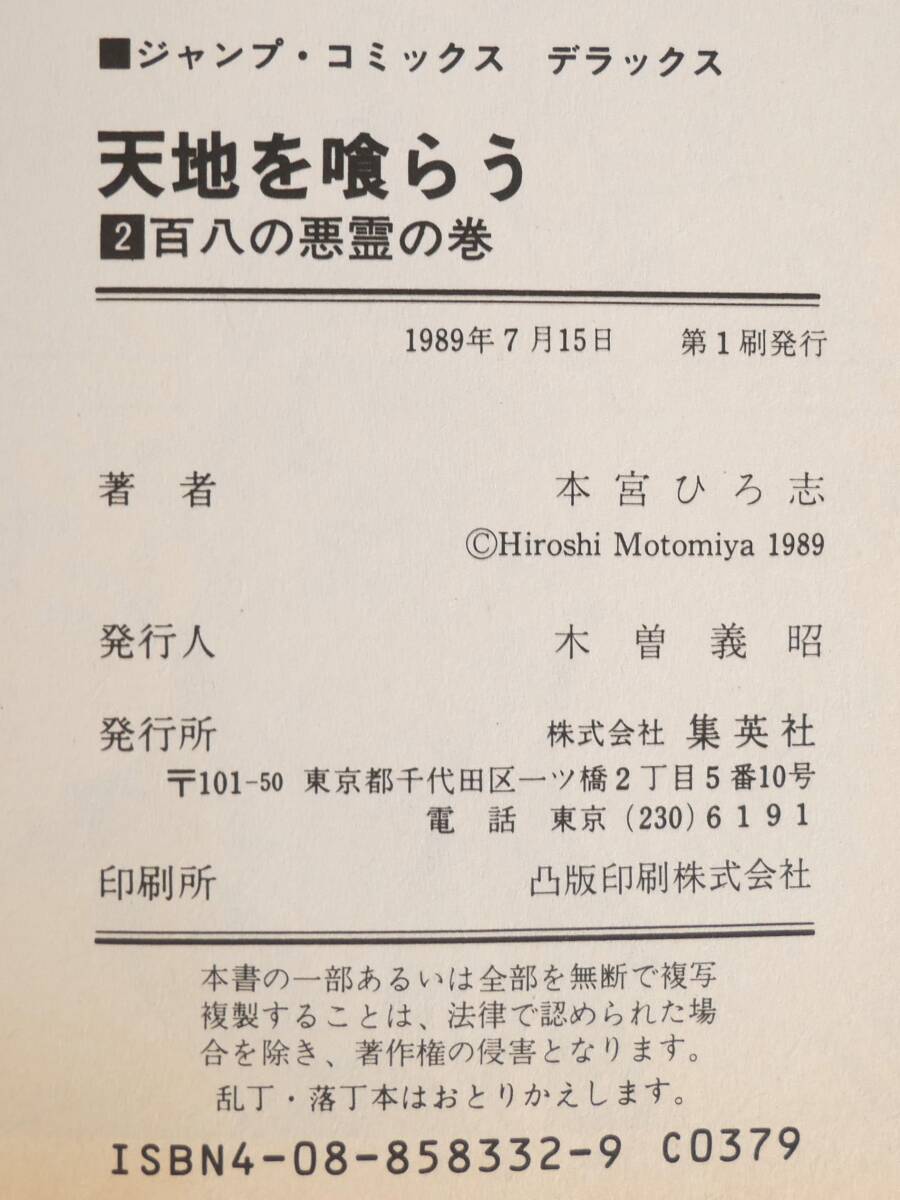 ■ジャンプ・コミックス デラックス
天地を喰らう
2百八の悪霊の巻
1989年7月15日 第1刷発行
著者 本宮ひろ志
©Hiroshi Motomiya 1989
発行人 木曽義昭
発行所 株式会社 集英社
〒101-50 東京都千代田区一ツ橋2丁目5番10号
電話 東京(230)6191
印刷所 凸版印刷株式会社
本書の一部あるいは全部を無断で複写
複製することは、法律で認められた場
合を除き、著作権の侵害となります。
乱丁・落丁本はおとりかえします。
ISBN4-08-858332-9 C0379